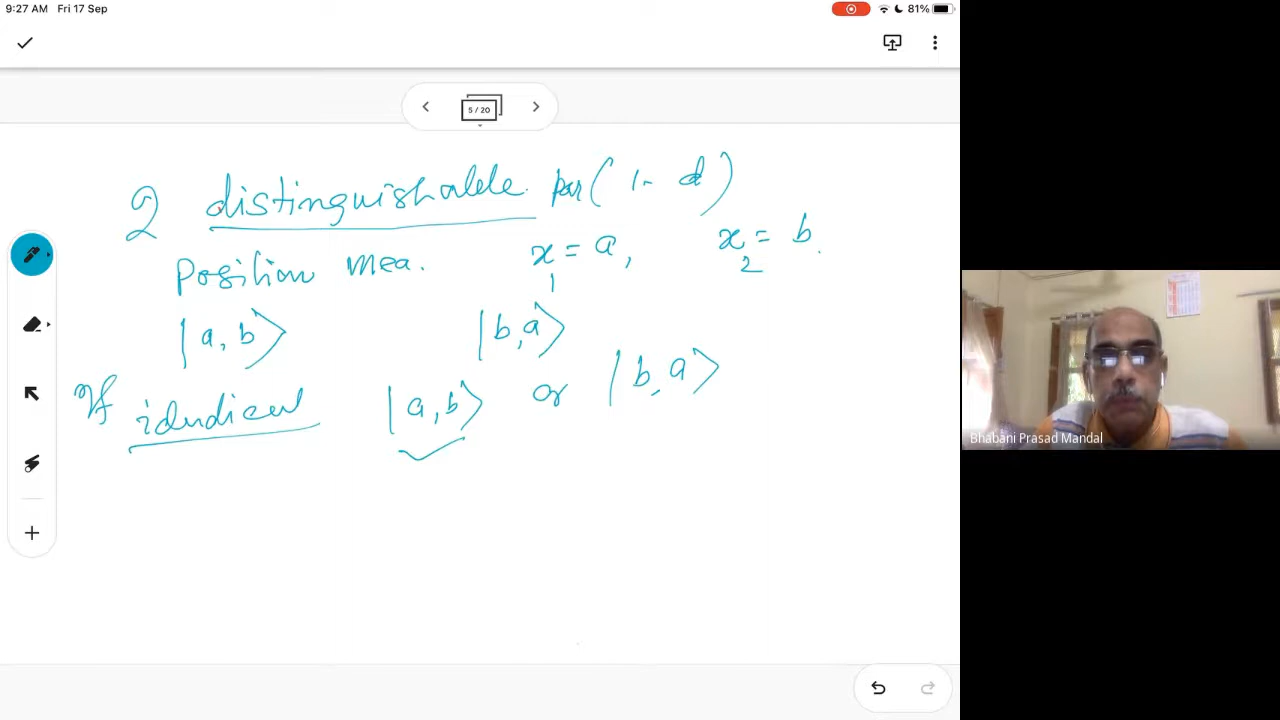 9:27 AM Fri 17 Sep
81%
5 / 20
2 distinguishable par ( 1-d )
Position mea. x₁ = a, x₂ = b.
|a, b⟩ |b, a⟩
If identical |a, b⟩ or |b, a⟩
Bhabani Prasad Mandal